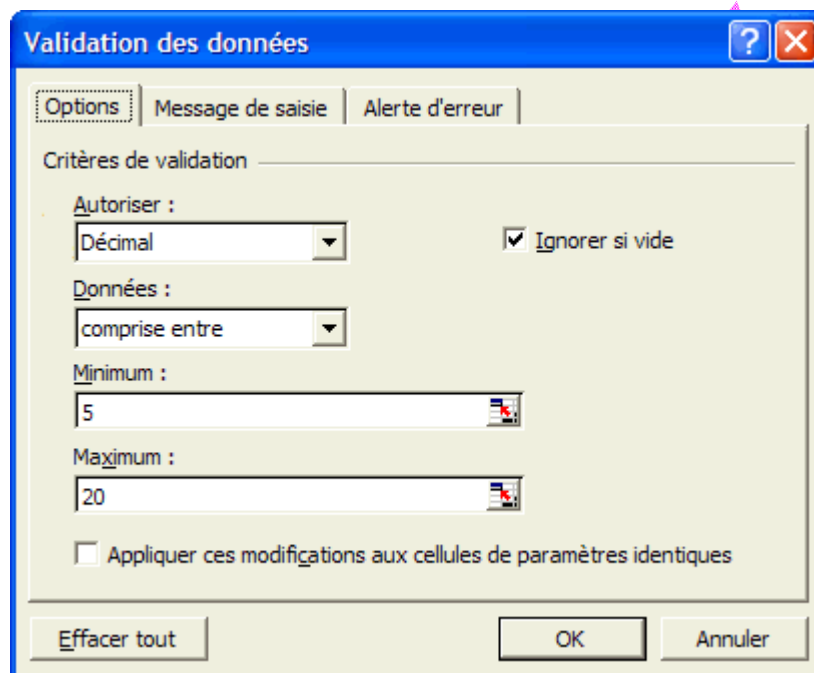 Validation des données
Options Message de saisie Alerte d'erreur
Critères de validation
Autoriser :
Décimal Ignorer si vide
Données :
comprise entre
Minimum :
5
Maximum :
20
Appliquer ces modifications aux cellules de paramètres identiques
Effacer tout OK Annuler